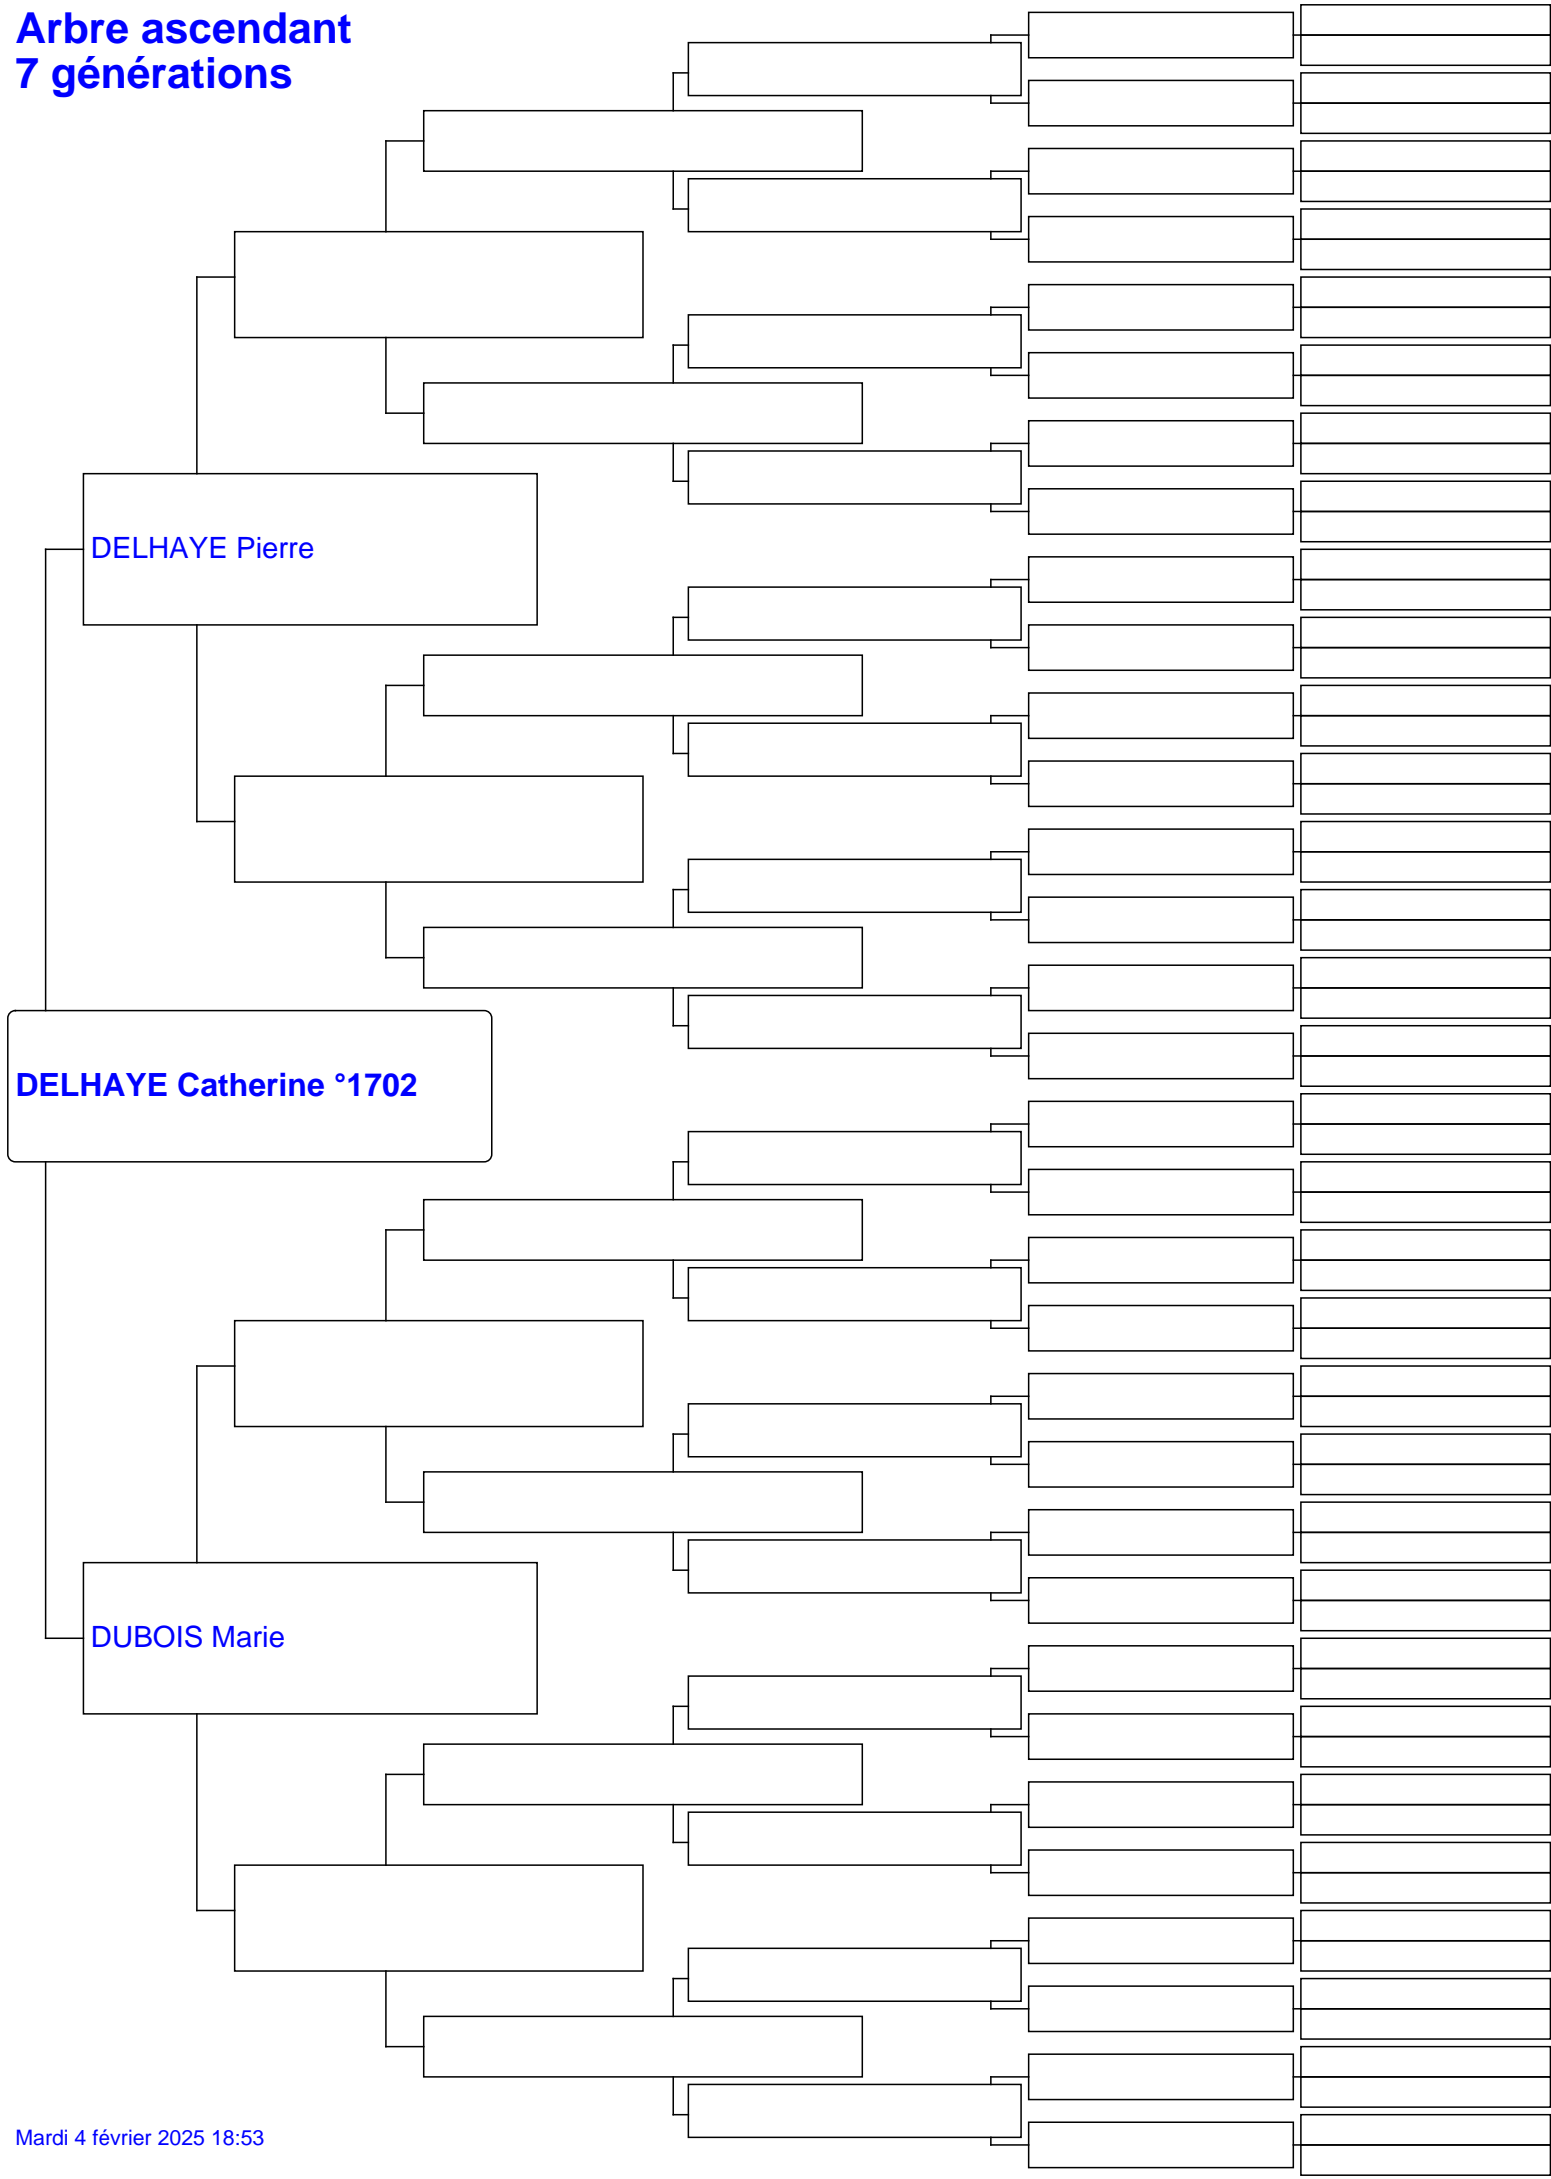 Arbre ascendant
7 générations
DELHAYE Pierre
DELHAYE Catherine °1702
DUBOIS Marie
Mardi 4 février 2025 18:53